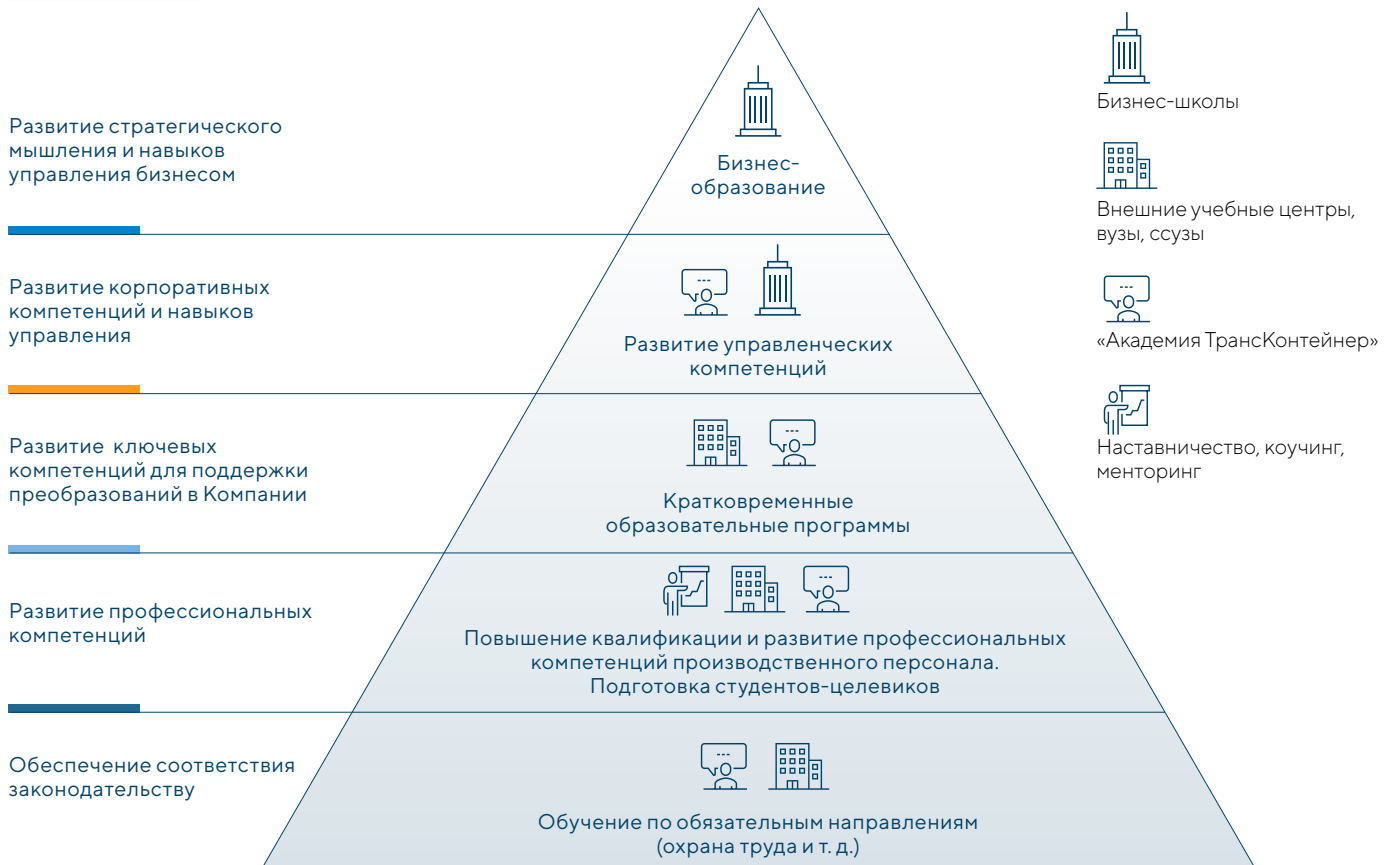 Развитие стратегического
мышления и навыков
управления бизнесом
Бизнес-
образование
Развитие корпоративных
компетенций и навыков
управления
Развитие управленческих
компетенций
Развитие ключевых
компетенций для поддержки
преобразований в Компании
Кратковременные
образовательные программы
Развитие профессиональных
компетенций
Повышение квалификации и развитие профессиональных
компетенций производственного персонала.
Подготовка студентов-целевиков
Обеспечение соответствия
законодательству
Обучение по обязательным направлениям
(охрана труда и т. д.)
Бизнес-школы
Внешние учебные центры,
вузы, ссузы
«Академия ТрансКонтейнер»
Наставничество, коучинг,
менторинг